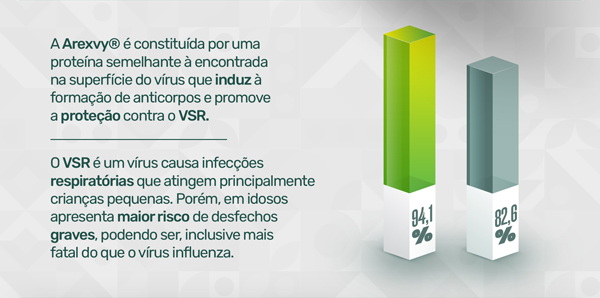 A Arexvy® é constituída por uma
proteína semelhante à encontrada
na superfície do vírus que induz à
formação de anticorpos e promove
a proteção contra o VSR.
O VSR é um vírus causa infecções
respiratórias que atingem principalmente
crianças pequenas. Porém, em idosos
apresenta maior risco de desfechos
graves, podendo ser, inclusive mais
fatal do que o vírus influenza.
94,1
%
82,6
%